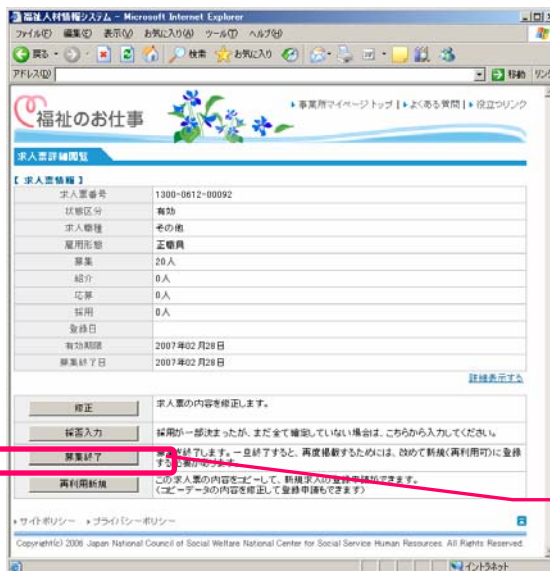 福祉人材情報システム - Microsoft Internet Explorer
ファイル(F) 編集(E) 表示(V) お気に入り(A) ツール(T) ヘルプ(H)
戻る 検索 お気に入り
アドレス(D) 移動 リンク
福祉のお仕事
事業所マイページトップ よくある質問 役立つリンク
求人票詳細閲覧
【 求人票情報 】
求人票番号 1300-0612-00092
状態区分 有効
求人職種 その他
雇用形態 正職員
募集 20人
紹介 0人
応募 0人
採用 0人
登録日
有効期限 2007年02月28日
募集終了日 2007年02月28日
詳細表示する
修正 求人票の内容を修正します。
採否入力 採用が一部決まったが、まだ全て確定していない場合は、こちらから入力してください。
募集終了 募集を終了します。一旦終了すると、再度掲載するためには、改めて新規(再利用可)に登録
する必要があります。
再利用新規 この求人票の内容をコピーして、新規求人の登録申請ができます。
(コピーデータの内容を修正して登録申請もできます)
サイトポリシー プライバシーポリシー
Copyright(c) 2006 Japan National Council of Social Welfare National Center for Social Service Human Resources. All Rights Reserved.
イントラネット